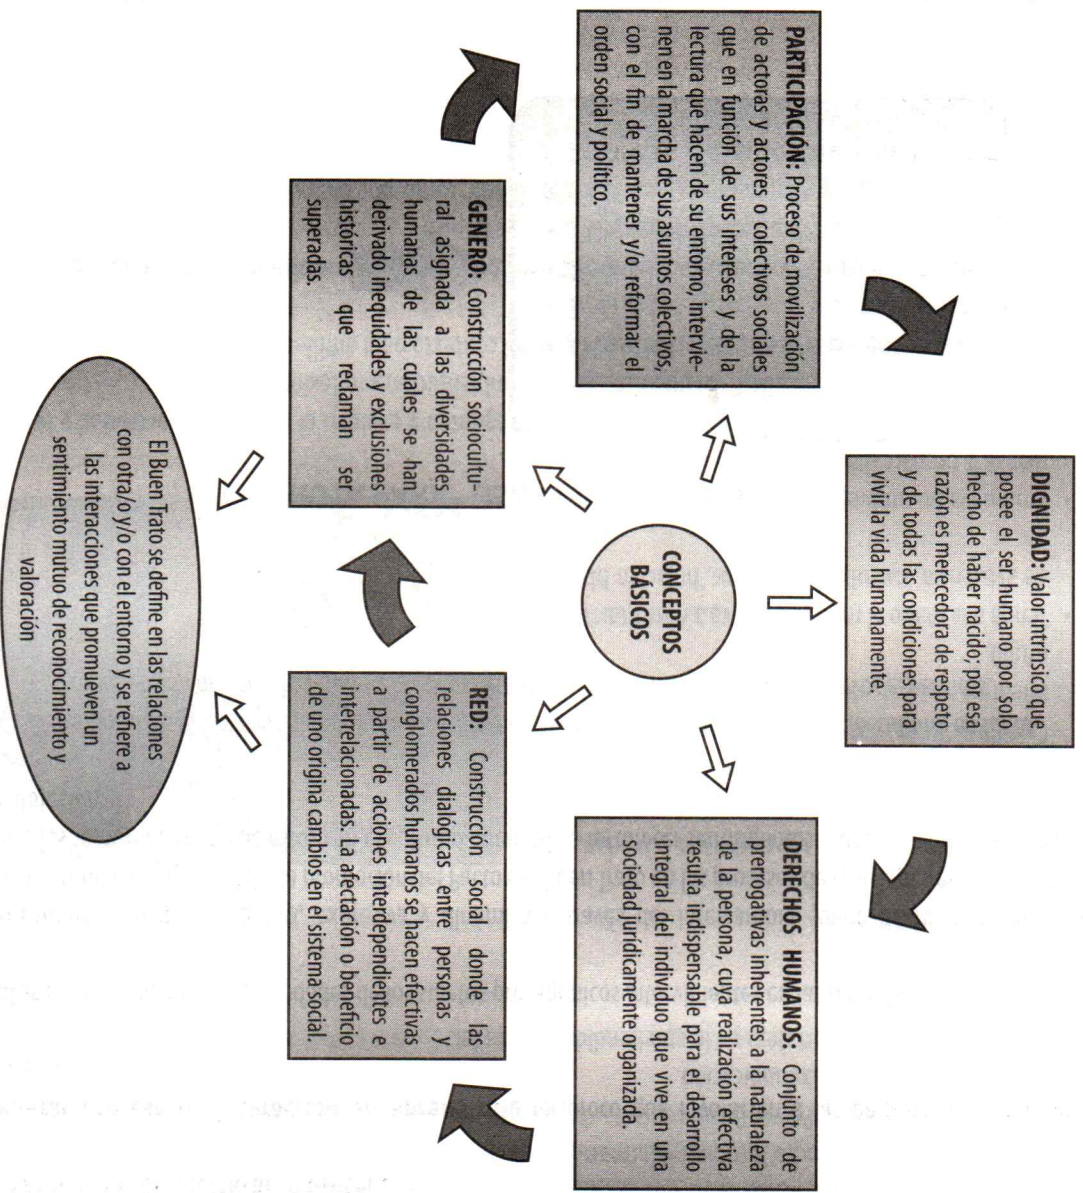 DIGNIDAD: Valor intrínsico que
posee el ser humano por solo
hecho de haber nacido; por esa
razón es merecedora de respeto
y de todas las condiciones para
vivir la vida humanamente.
PARTICIPACIÓN: Proceso de movilización
de actoras y actores o colectivos sociales
que en función de sus intereses y de la
lectura que hacen de su entorno, intervie-
nen en la marcha de sus asuntos colectivos,
con el fin de mantener y/o reformar el
orden social y político.
DERECHOS HUMANOS: Conjunto de
prerrogativas inherentes a la naturaleza
de la persona, cuya realización efectiva
resulta indispensable para el desarrollo
integral del individuo que vive en una
sociedad jurídicamente organizada.
CONCEPTOS
BÁSICOS
GENERO: Construcción sociocultu-
ral asignada a las diversidades
humanas de las cuales se han
derivado inequidades y exclusiones
históricas que reclaman ser
superadas.
RED: Construcción social donde las
relaciones dialógicas entre personas y
conglomerados humanos se hacen efectivas
a partir de acciones interdependientes e
interrelacionadas. La afectación o beneficio
de uno origina cambios en el sistema social.
El Buen Trato se define en las relaciones
con otra/o y/o con el entorno y se refiere a
las interacciones que promueven un
sentimiento mutuo de reconocimiento y
valoración